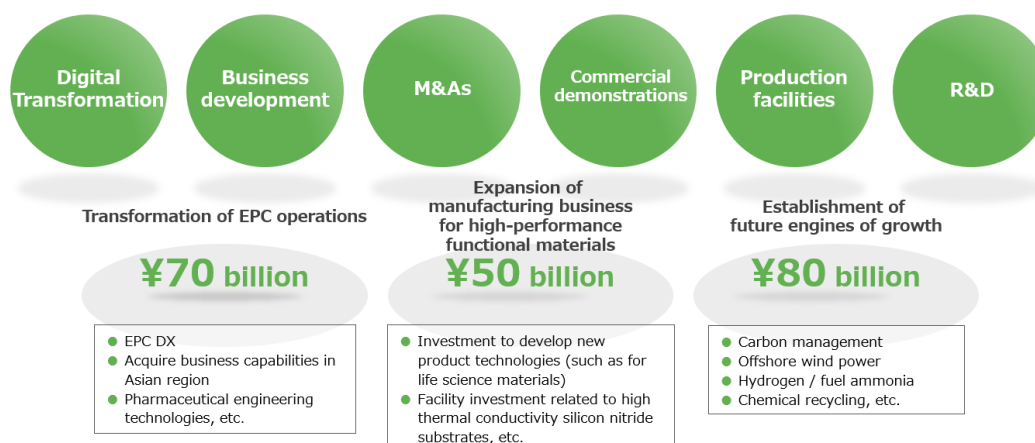 Digital
Transformation
Business
development
M&As
Commercial
demonstrations
Production
facilities
R&D
Transformation of EPC operations
¥70 billion
● EPC DX
● Acquire business capabilities in
Asian region
● Pharmaceutical engineering
technologies, etc.
Expansion of
manufacturing business
for high-performance
functional materials
¥50 billion
● Investment to develop new
product technologies (such as for
life science materials)
● Facility investment related to high
thermal conductivity silicon nitride
substrates, etc.
Establishment of
future engines of growth
¥80 billion
● Carbon management
● Offshore wind power
● Hydrogen / fuel ammonia
● Chemical recycling, etc.